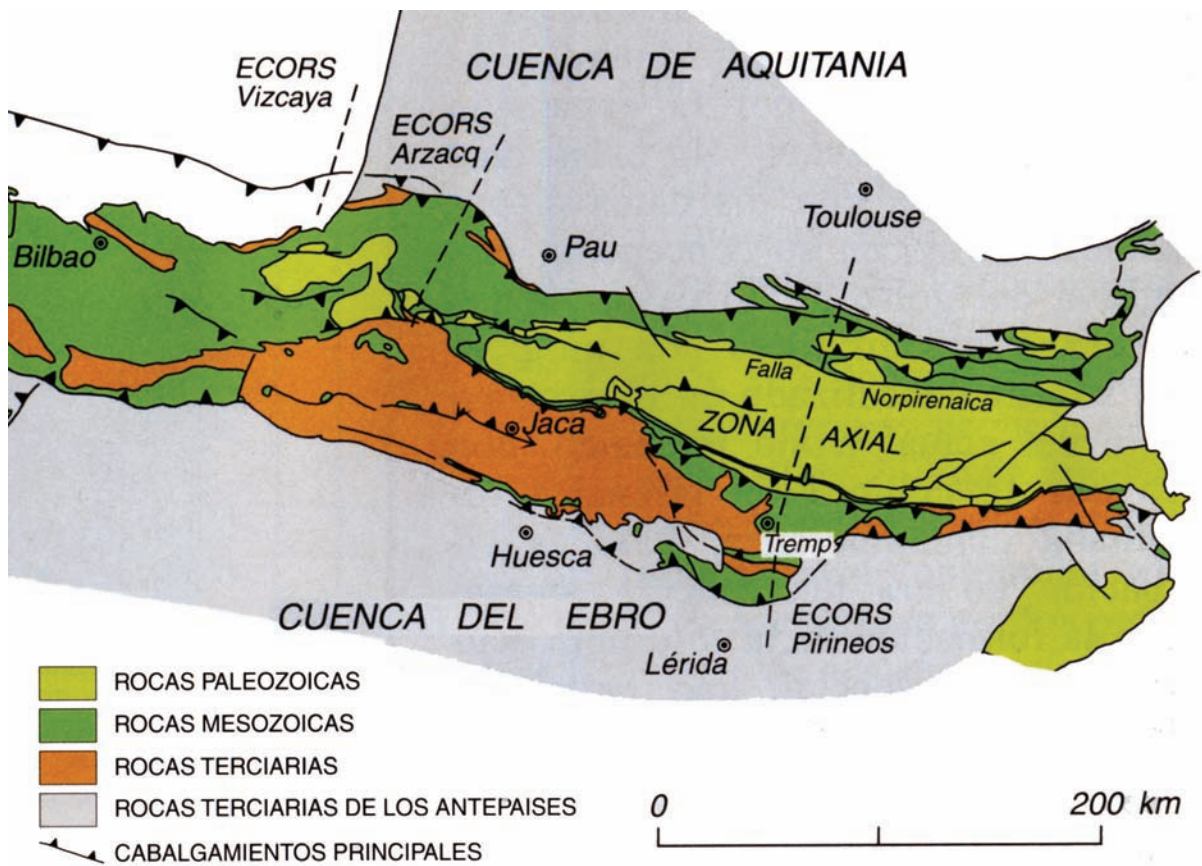 CUENCA DE AQUITANIA
ECORS
Vizcaya
ECORS
Arzacq
Toulouse
Bilbao
Pau
Falla
Norpirenaica
ZONA AXIAL
Jaca
Tremp
Huesca
CUENCA DEL EBRO
ECORS
Pirineos
Lérida
ROCAS PALEOZOICAS
ROCAS MESOZOICAS
ROCAS TERCIARIAS
ROCAS TERCIARIAS DE LOS ANTEPAISES
CABALGAMIENTOS PRINCIPALES
0 200 km